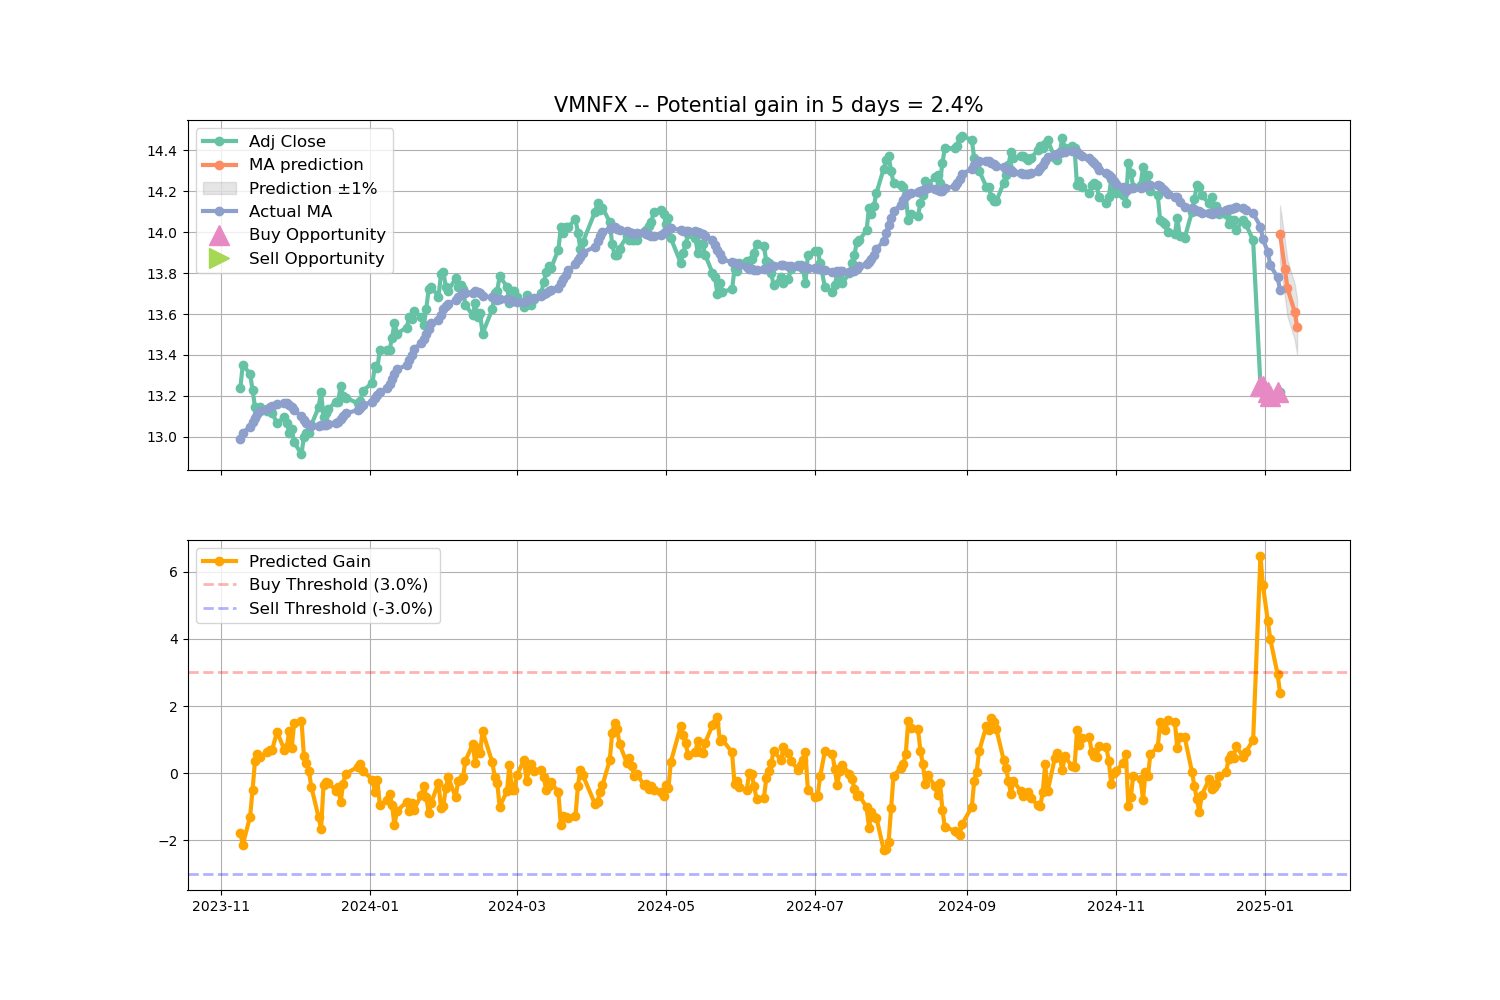 VMNFX -- Potential gain in 5 days = 2.4%
Adj Close
MA prediction
Prediction ±1%
Actual MA
Buy Opportunity
Sell Opportunity
14.4
14.2
14.0
13.8
13.6
13.4
13.2
13.0
Predicted Gain
Buy Threshold (3.0%)
Sell Threshold (-3.0%)
6
4
2
0
−2
2023-11
2024-01
2024-03
2024-05
2024-07
2024-09
2024-11
2025-01